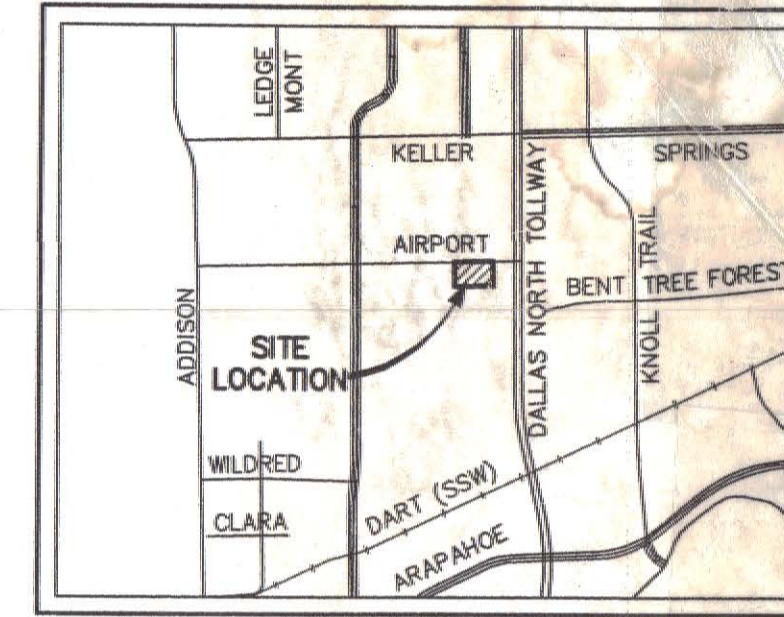 LEDGE
MONT
KELLER
SPRINGS
DALLAS NORTH TOLLWAY
KNOLL TRAIL
AIRPORT
BENT TREE FOREST
ADDISON
SITE
LOCATION
WILDRED
DART (SSW)
CLARA
ARAPAHOE